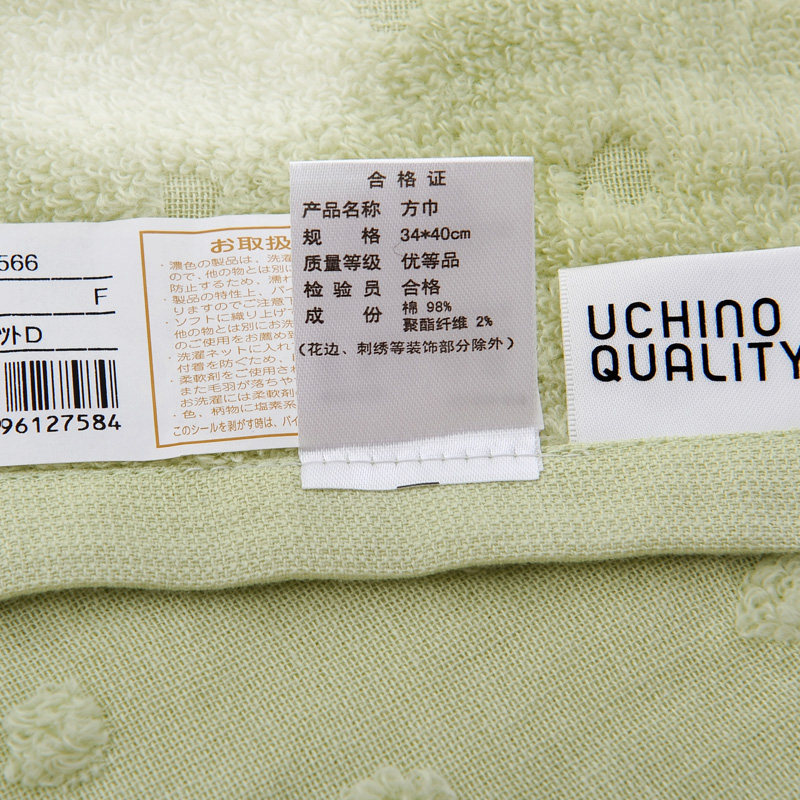 566
F
ﾂﾄD
96127584
お取扱
・濃色の製品は、洗濯
ので、他の物とは別に
防止するため、濡れ
・製品の特性上、パイ
りますのでご注意下
・ソフトに織り上げて
他の物とは別にお洗
のご使用をお薦め致
・洗濯ネットに入れて
付着を防ぐため、
・柔軟剤をご使用され
また毛羽が落ちや
お洗濯には柔軟剤
・色、柄物に塩素系
このシールを剥がす時は、パイ
合格证
产品名称 方巾
规 格 34*40cm
质量等级 优等品
检验员 合格
成 份 棉 98%
聚酯纤维 2%
（花边、刺绣等装饰部分除外）
UCHINO
QUALITY